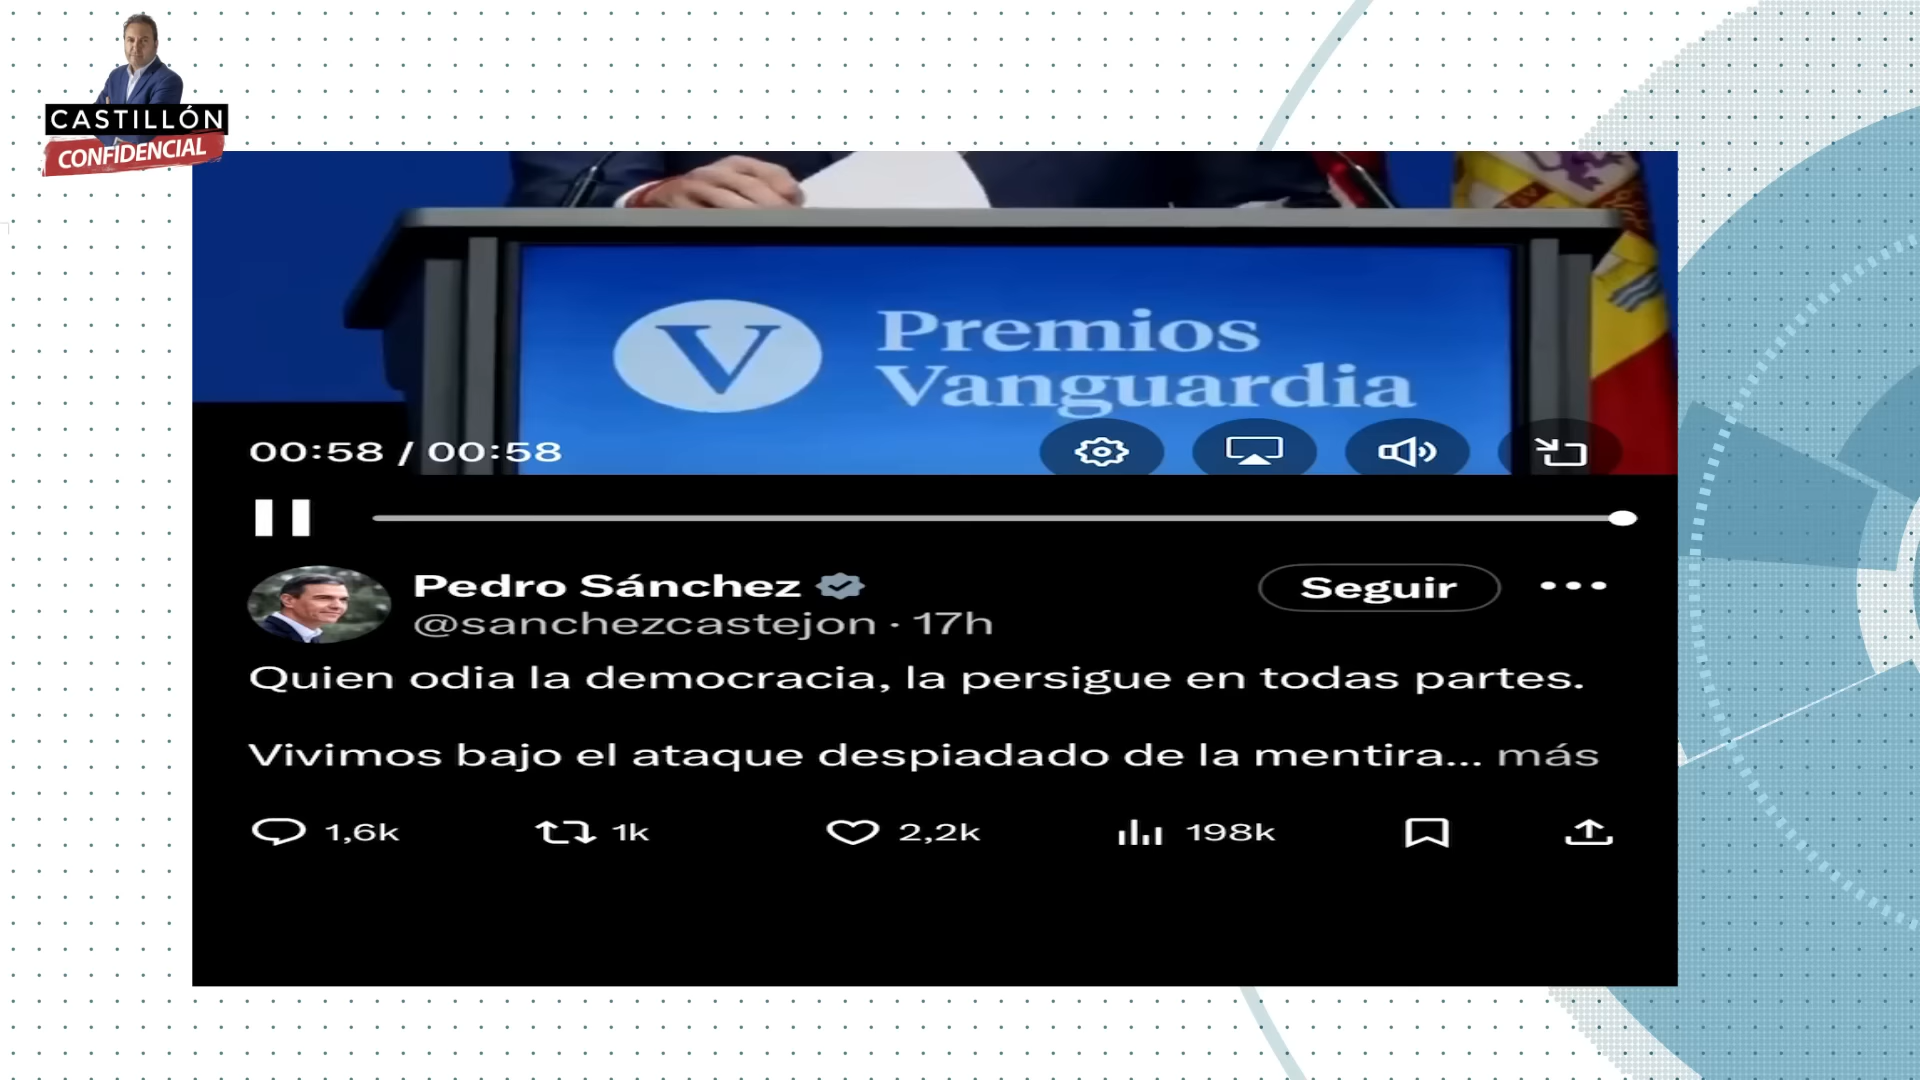 CASTILLÓN
CONFIDENCIAL
V Premios
Vanguardia
00:58 / 00:58
Pedro Sánchez
Seguir
@sanchezcastejon · 17h
Quien odia la democracia, la persigue en todas partes.
Vivimos bajo el ataque despiadado de la mentira... más
1,6k 1k 2,2k 198k